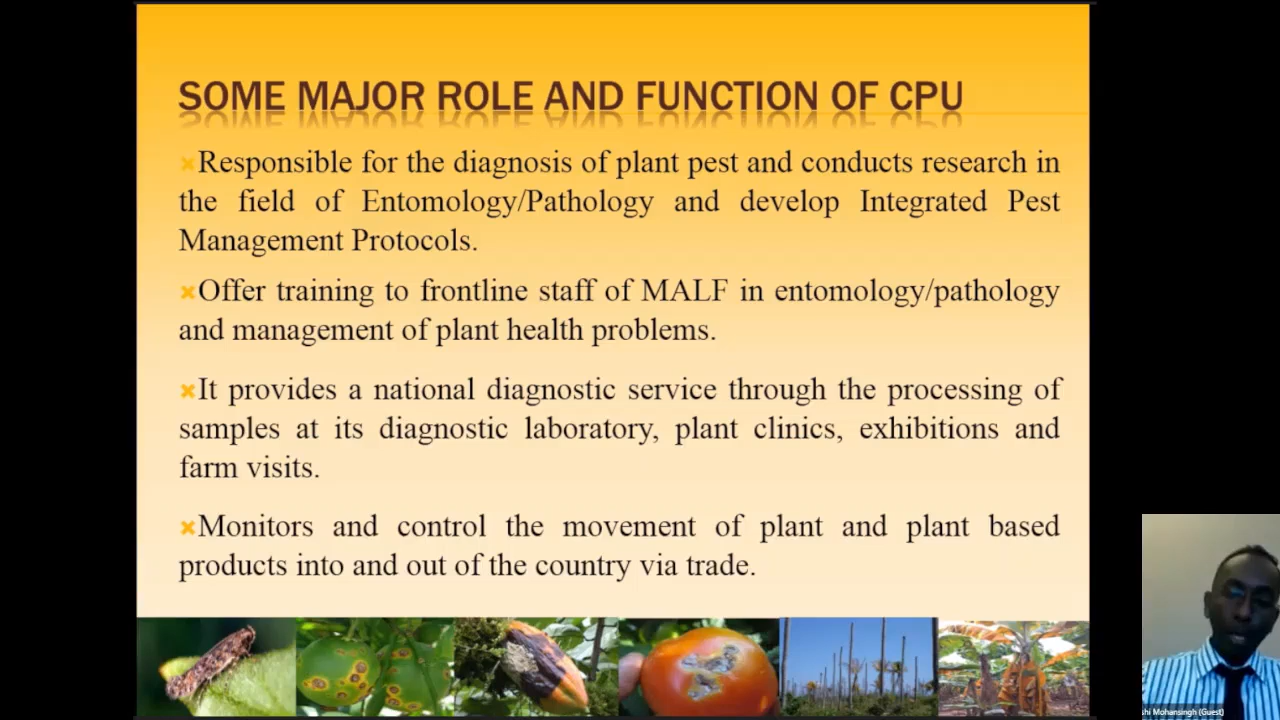 SOME MAJOR ROLE AND FUNCTION OF CPU
Responsible for the diagnosis of plant pest and conducts research in
the field of Entomology/Pathology and develop Integrated Pest
Management Protocols.
Offer training to frontline staff of MALF in entomology/pathology
and management of plant health problems.
It provides a national diagnostic service through the processing of
samples at its diagnostic laboratory, plant clinics, exhibitions and
farm visits.
Monitors and control the movement of plant and plant based
products into and out of the country via trade.
shi Mohansingh (Guest)